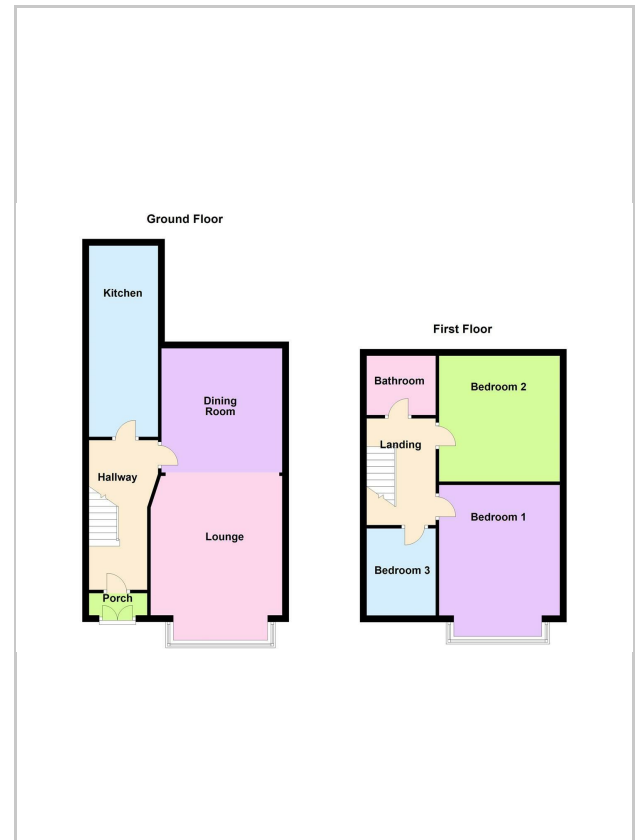 Ground Floor
Kitchen
Dining
Room
Hallway
Lounge
Porch
First Floor
Bathroom
Bedroom 2
Landing
Bedroom 1
Bedroom 3